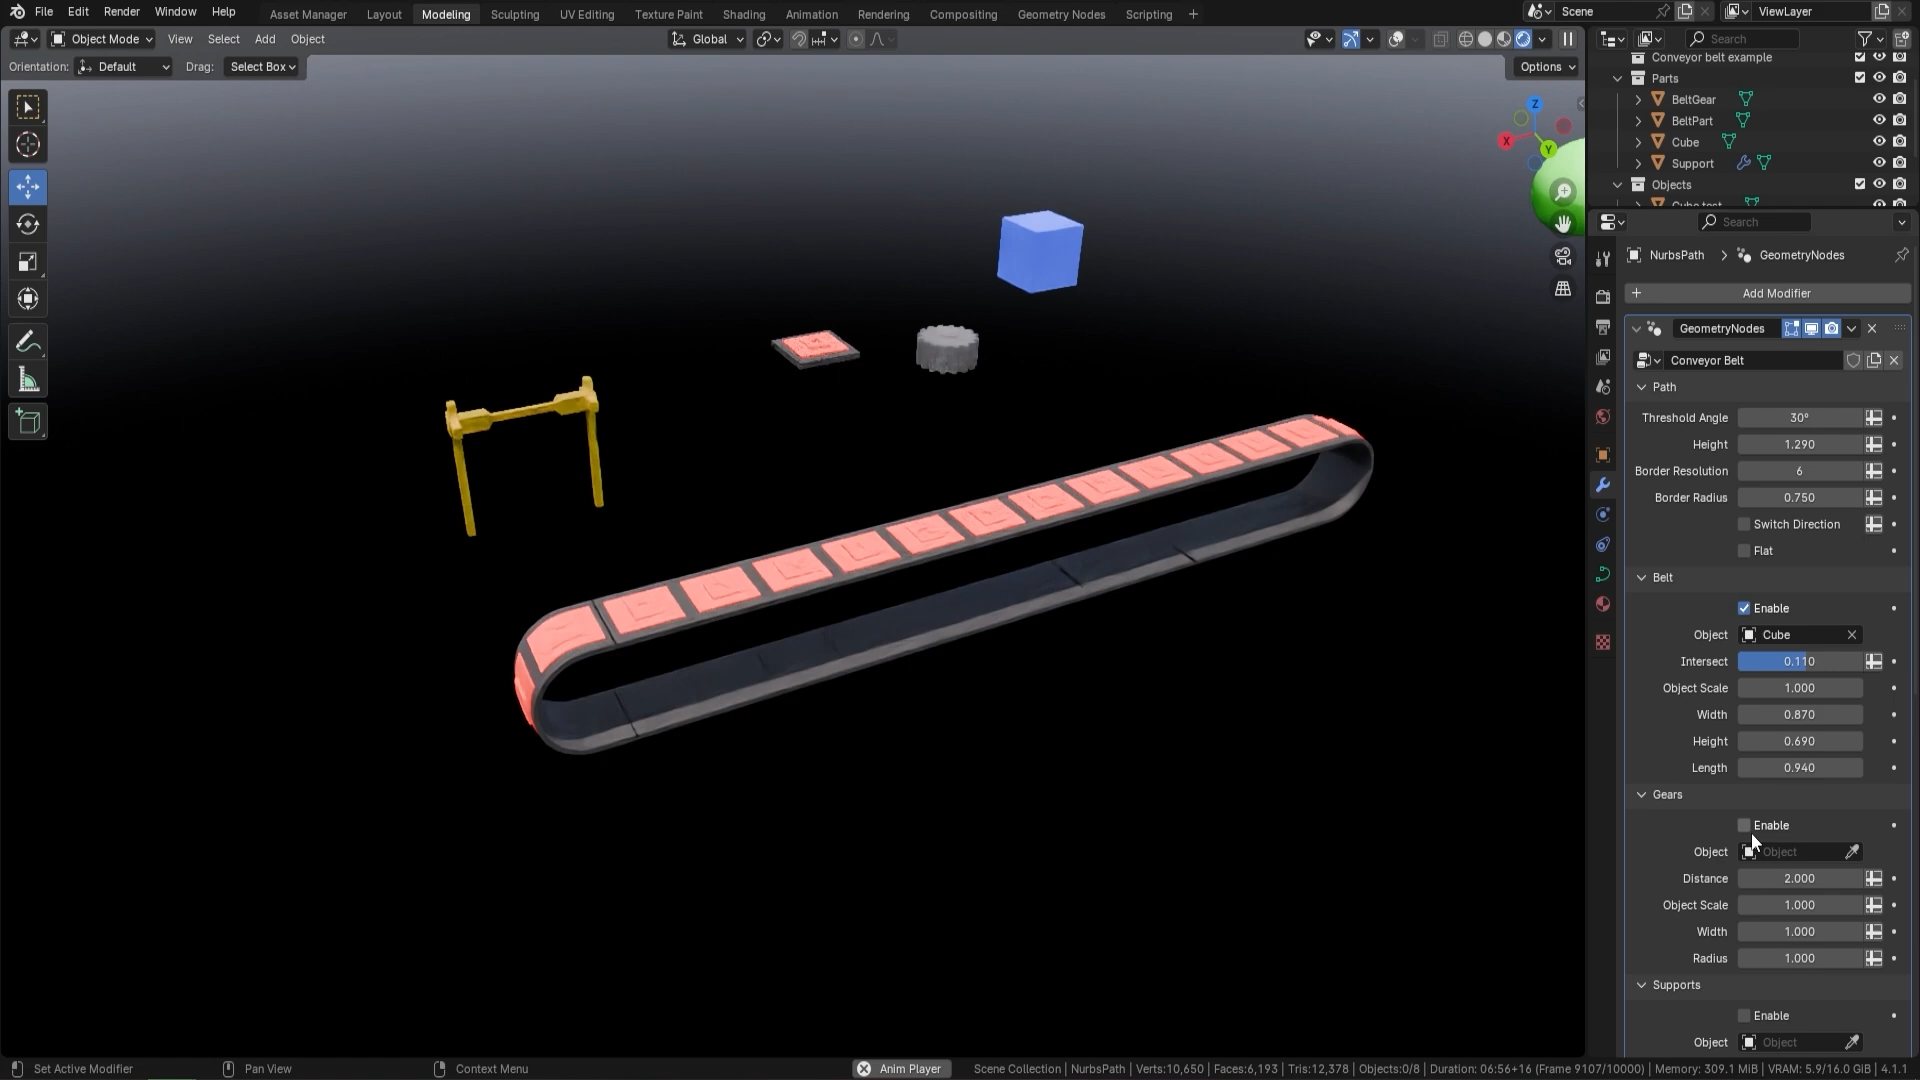 File Edit Render Window Help
Asset Manager Layout Modeling Sculpting UV Editing Texture Paint Shading Animation Rendering Compositing Geometry Nodes Scripting +
Scene
ViewLayer
Object Mode View Select Add Object
Global
Search
Orientation: Default Drag: Select Box
Options
Conveyor belt example
Parts
BeltGear
BeltPart
Cube
Support
Objects
Cube test
Z
X
Y
Search
NurbsPath > GeometryNodes
+ Add Modifier
GeometryNodes
Conveyor Belt
Path
Threshold Angle 30°
Height 1.290
Border Resolution 6
Border Radius 0.750
Switch Direction
Flat
Belt
Enable
Object Cube
Intersect 0.110
Object Scale 1.000
Width 0.870
Height 0.690
Length 0.940
Gears
Enable
Object Object
Distance 2.000
Object Scale 1.000
Width 1.000
Radius 1.000
Supports
Enable
Object Object
Set Active Modifier Pan View Context Menu Anim Player Scene Collection | NurbsPath | Verts:10,650 | Faces:6,193 | Tris:12,378 | Objects:0/8 | Duration: 06:56+16 (Frame 9107/10000) | Memory: 309.1 MiB | VRAM: 5.9/16.0 GiB | 4.1.1